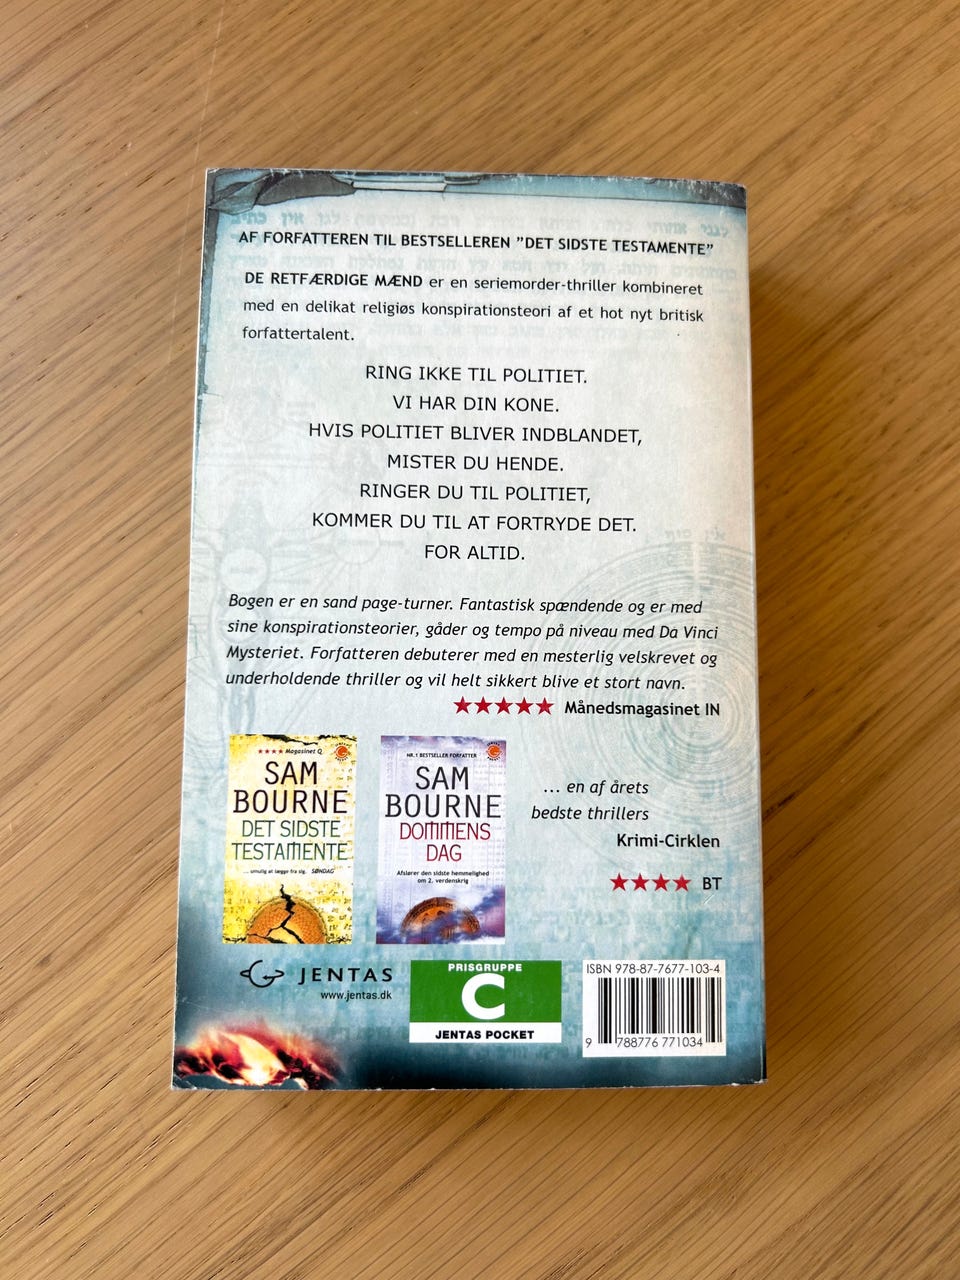 AF FORFATTEREN TIL BESTSELLEREN ”DET SIDSTE TESTAMENTE”
DE RETFÆRDIGE MÆND er en seriemorder-thriller kombineret
med en delikat religiøs konspirationsteori af et hot nyt britisk
forfattertalent.
RING IKKE TIL POLITIET.
VI HAR DIN KONE.
HVIS POLITIET BLIVER INDBLANDET,
MISTER DU HENDE.
RINGER DU TIL POLITIET,
KOMMER DU TIL AT FORTRYDE DET.
FOR ALTID.
Bogen er en sand page-turner. Fantastisk spændende og er med
sine konspirationsteorier, gåder og tempo på niveau med Da Vinci
Mysteriet. Forfatteren debuterer med en mesterlig velskrevet og
underholdende thriller og vil helt sikkert blive et stort navn.
★★★★★ Månedsmagasinet IN
★★★★ Magasinet Q
SAM
BOURNE
DET SIDSTE
TESTAMENTE
... umulig at lægge fra sig. SØNDAG
NR. 1 BESTSELLER FORFATTER
SAM
BOURNE
DOMMENS
DAG
Afslører den sidste hemmelighed
om 2. verdenskrig
... en af årets
bedste thrillers
Krimi-Cirklen
★★★★ BT
JENTAS
www.jentas.dk
PRISGRUPPE
C
JENTAS POCKET
ISBN 978-87-7677-103-4
9 788776 771034